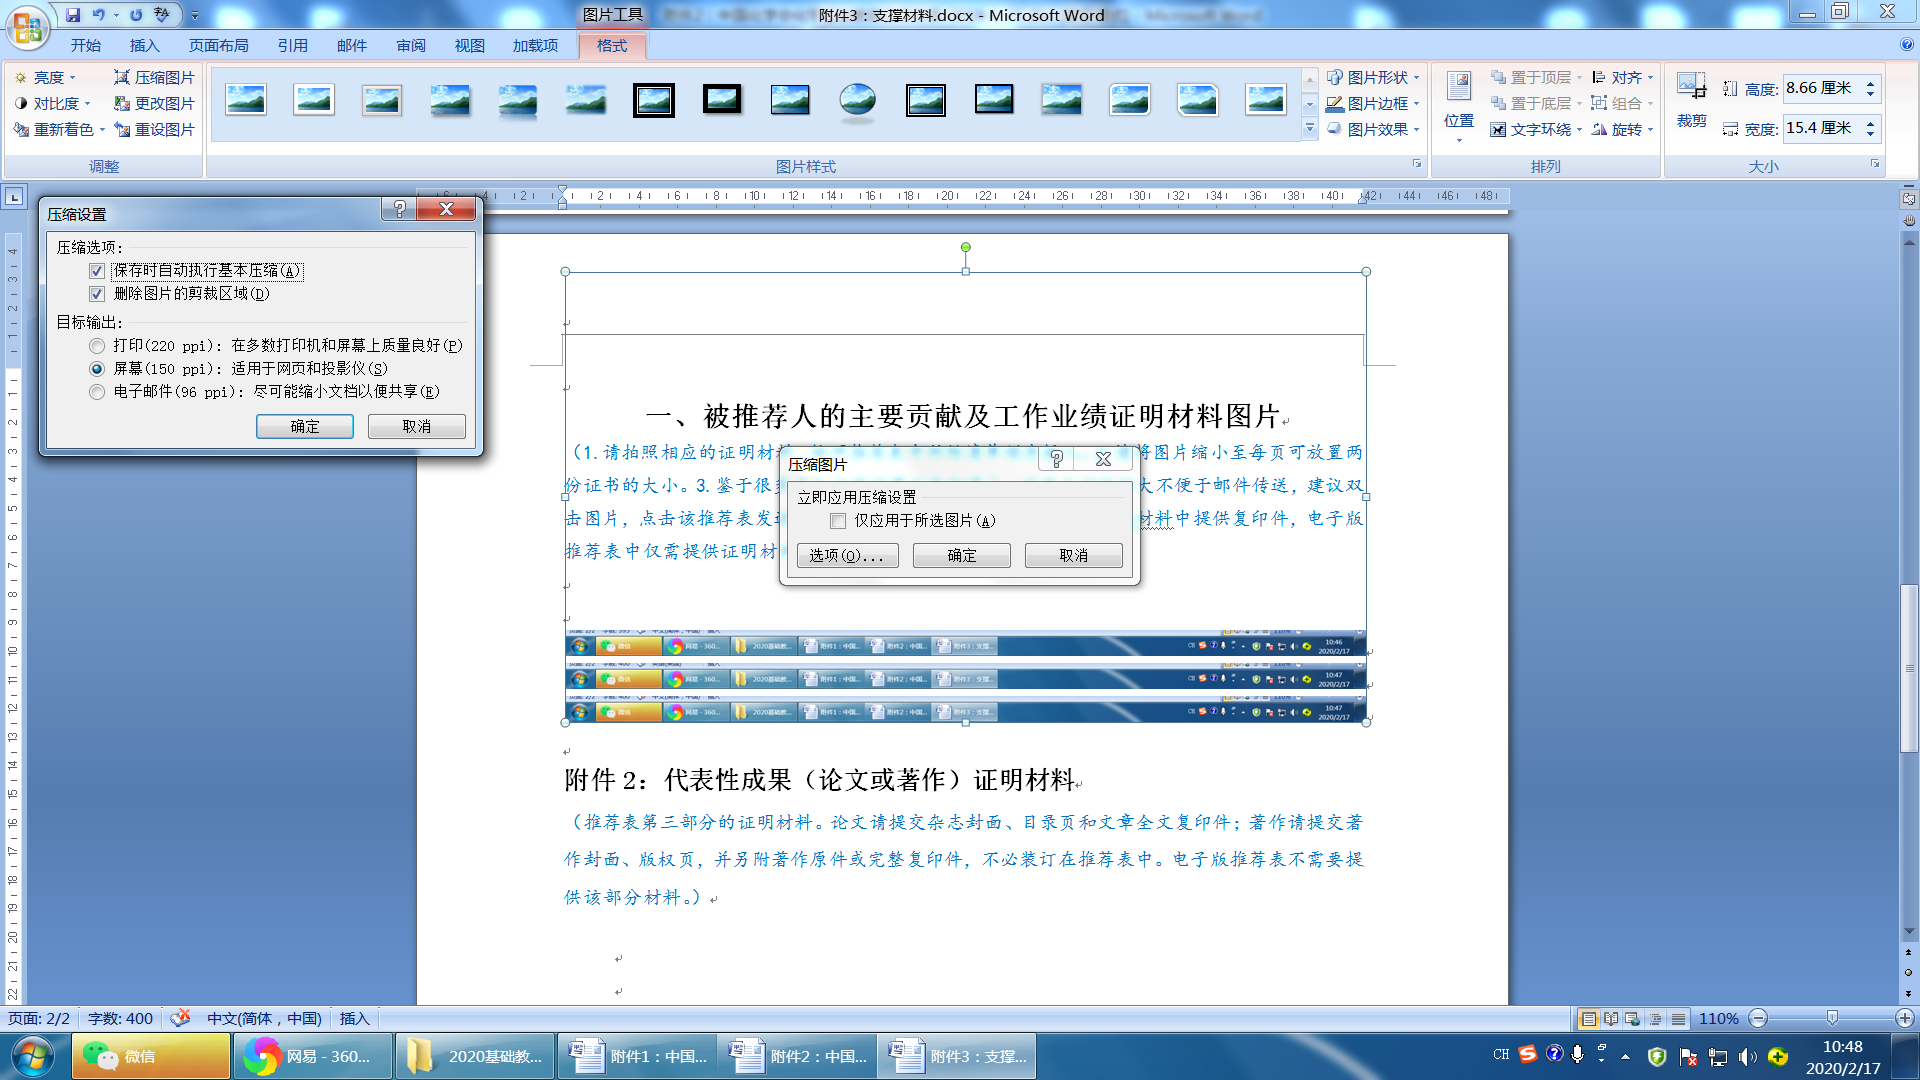 图片工具
附件3：支撑材料.docx - Microsoft Word
开始 插入 页面布局 引用 邮件 审阅 视图 加载项 格式
亮度 压缩图片
对比度 更改图片
重新着色 重设图片
调整
图片样式
图片形状
图片边框
图片效果
位置
置于顶层 对齐
置于底层 组合
文字环绕 旋转
排列
裁剪
高度: 8.66 厘米
宽度: 15.4 厘米
大小
压缩设置
压缩选项:
保存时自动执行基本压缩(A)
删除图片的剪裁区域(D)
目标输出:
打印(220 ppi): 在多数打印机和屏幕上质量良好(P)
屏幕(150 ppi): 适用于网页和投影仪(S)
电子邮件(96 ppi): 尽可能缩小文档以便共享(E)
确定 取消
一、被推荐人的主要贡献及工作业绩证明材料图片
（1.请拍照相应的证明材 将图片缩小至每页可放置两
份证书的大小。3.鉴于很 大不便于邮件传送，建议双
击图片，点击该推荐表发 材料中提供复印件，电子版
推荐表中仅需提供证明材
压缩图片
立即应用压缩设置
仅应用于所选图片(A)
选项(O)... 确定 取消
10:46
2020/2/17
10:47
2020/2/17
10:47
2020/2/17
附件 2：代表性成果（论文或著作）证明材料
（推荐表第三部分的证明材料。论文请提交杂志封面、目录页和文章全文复印件；著作请提交著
作封面、版权页，并另附著作原件或完整复印件，不必装订在推荐表中。电子版推荐表不需要提
供该部分材料。）
页面: 2/2 字数: 400 中文(简体，中国) 插入 110%
微信 网易 - 360... 2020基础教... 附件1：中国... 附件2：中国... 附件3：支撑...
CH 10:48
2020/2/17